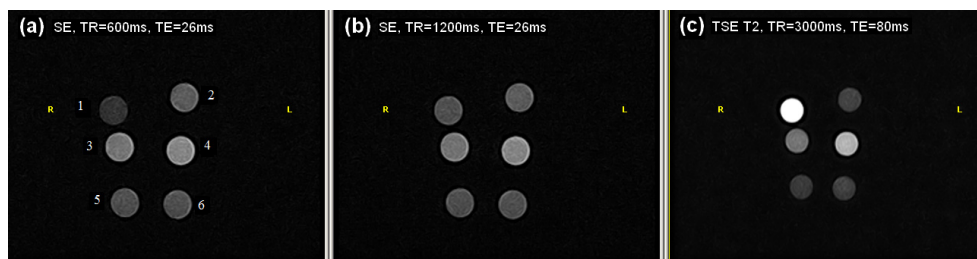 (a) SE, TR=600ms, TE=26ms
1
2
R
L
3
4
5
6
(b) SE, TR=1200ms, TE=26ms
R
L
(c) TSE T2, TR=3000ms, TE=80ms
R
L